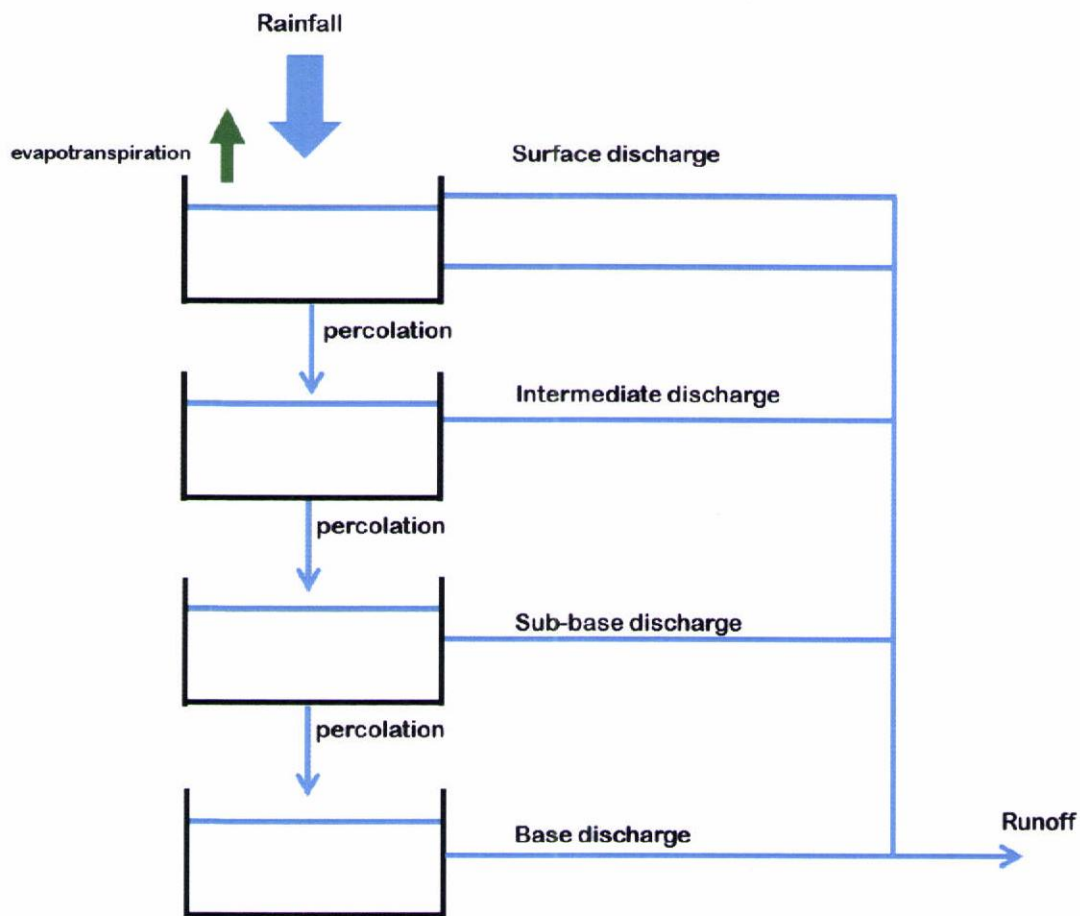 Rainfall
evapotranspiration
Surface discharge
percolation
Intermediate discharge
percolation
Sub-base discharge
percolation
Base discharge
Runoff